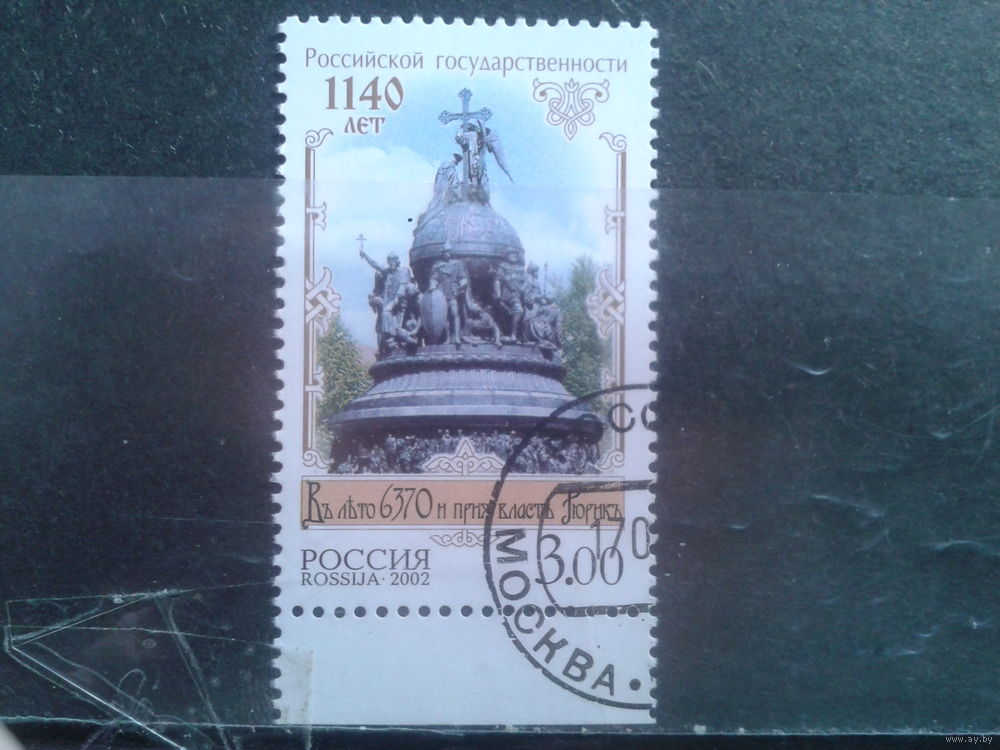 Российской государственности
1140
лет
Въ лѣто 6370 и прия власть Рюрикъ
РОССИЯ
3.00
ROSSIJA · 2002
170
МОСКВА •
www.ay.by